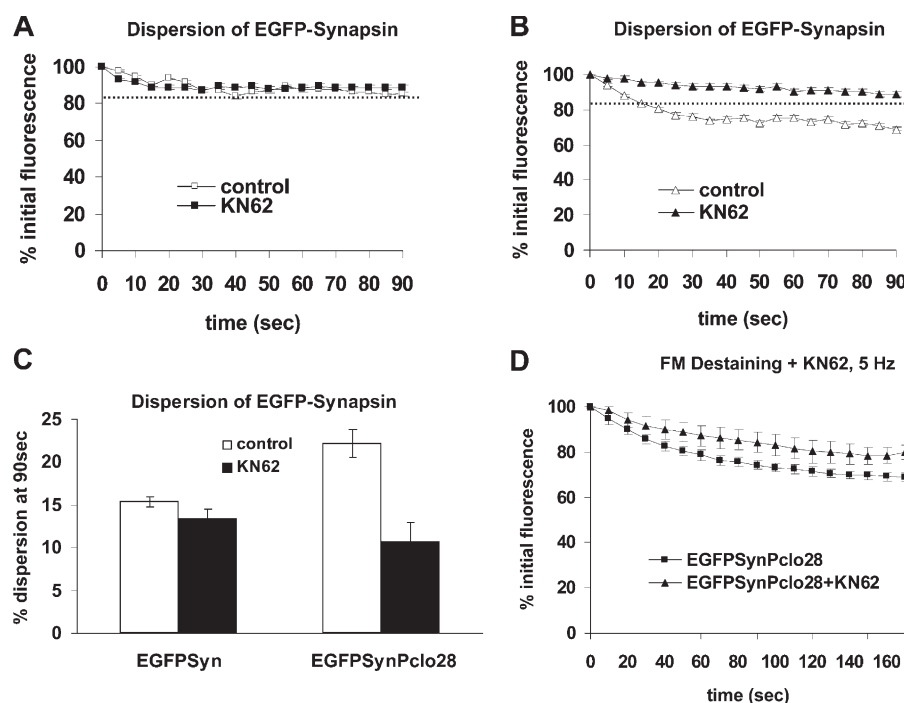 A
Dispersion of EGFP-Synapsin
100
80
60
40
20
0
% initial fluorescence
control
KN62
0 10 20 30 40 50 60 70 80 90
time (sec)
B
Dispersion of EGFP-Synapsin
100
80
60
40
20
0
% initial fluorescence
control
KN62
0 10 20 30 40 50 60 70 80 90
time (sec)
C
Dispersion of EGFP-Synapsin
25
20
15
10
5
0
% dispersion at 90sec
control
KN62
EGFPSyn
EGFPSynPclo28
D
FM Destaining + KN62, 5 Hz
100
80
60
40
20
0
% initial fluorescence
EGFPSynPclo28
EGFPSynPclo28+KN62
0 20 40 60 80 100 120 140 160
time (sec)